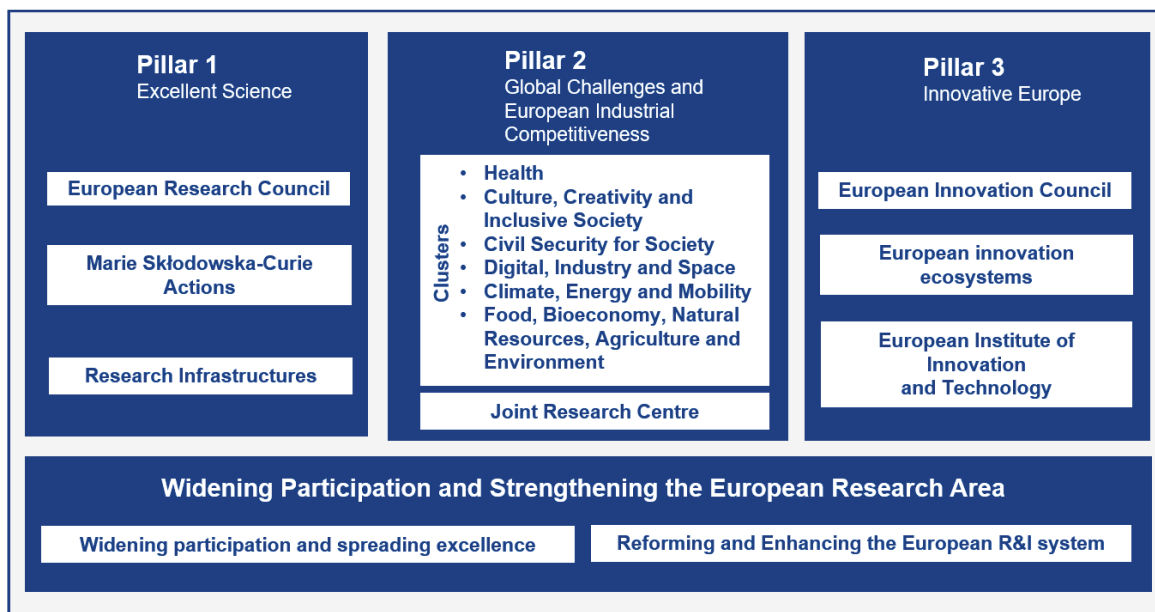 Pillar 1
Excellent Science
European Research Council
Marie Skłodowska-Curie
Actions
Research Infrastructures
Pillar 2
Global Challenges and
European Industrial
Competitiveness
Clusters
• Health
• Culture, Creativity and
Inclusive Society
• Civil Security for Society
• Digital, Industry and Space
• Climate, Energy and Mobility
• Food, Bioeconomy, Natural
Resources, Agriculture and
Environment
Joint Research Centre
Pillar 3
Innovative Europe
European Innovation Council
European innovation
ecosystems
European Institute of
Innovation
and Technology
Widening Participation and Strengthening the European Research Area
Widening participation and spreading excellence
Reforming and Enhancing the European R&I system